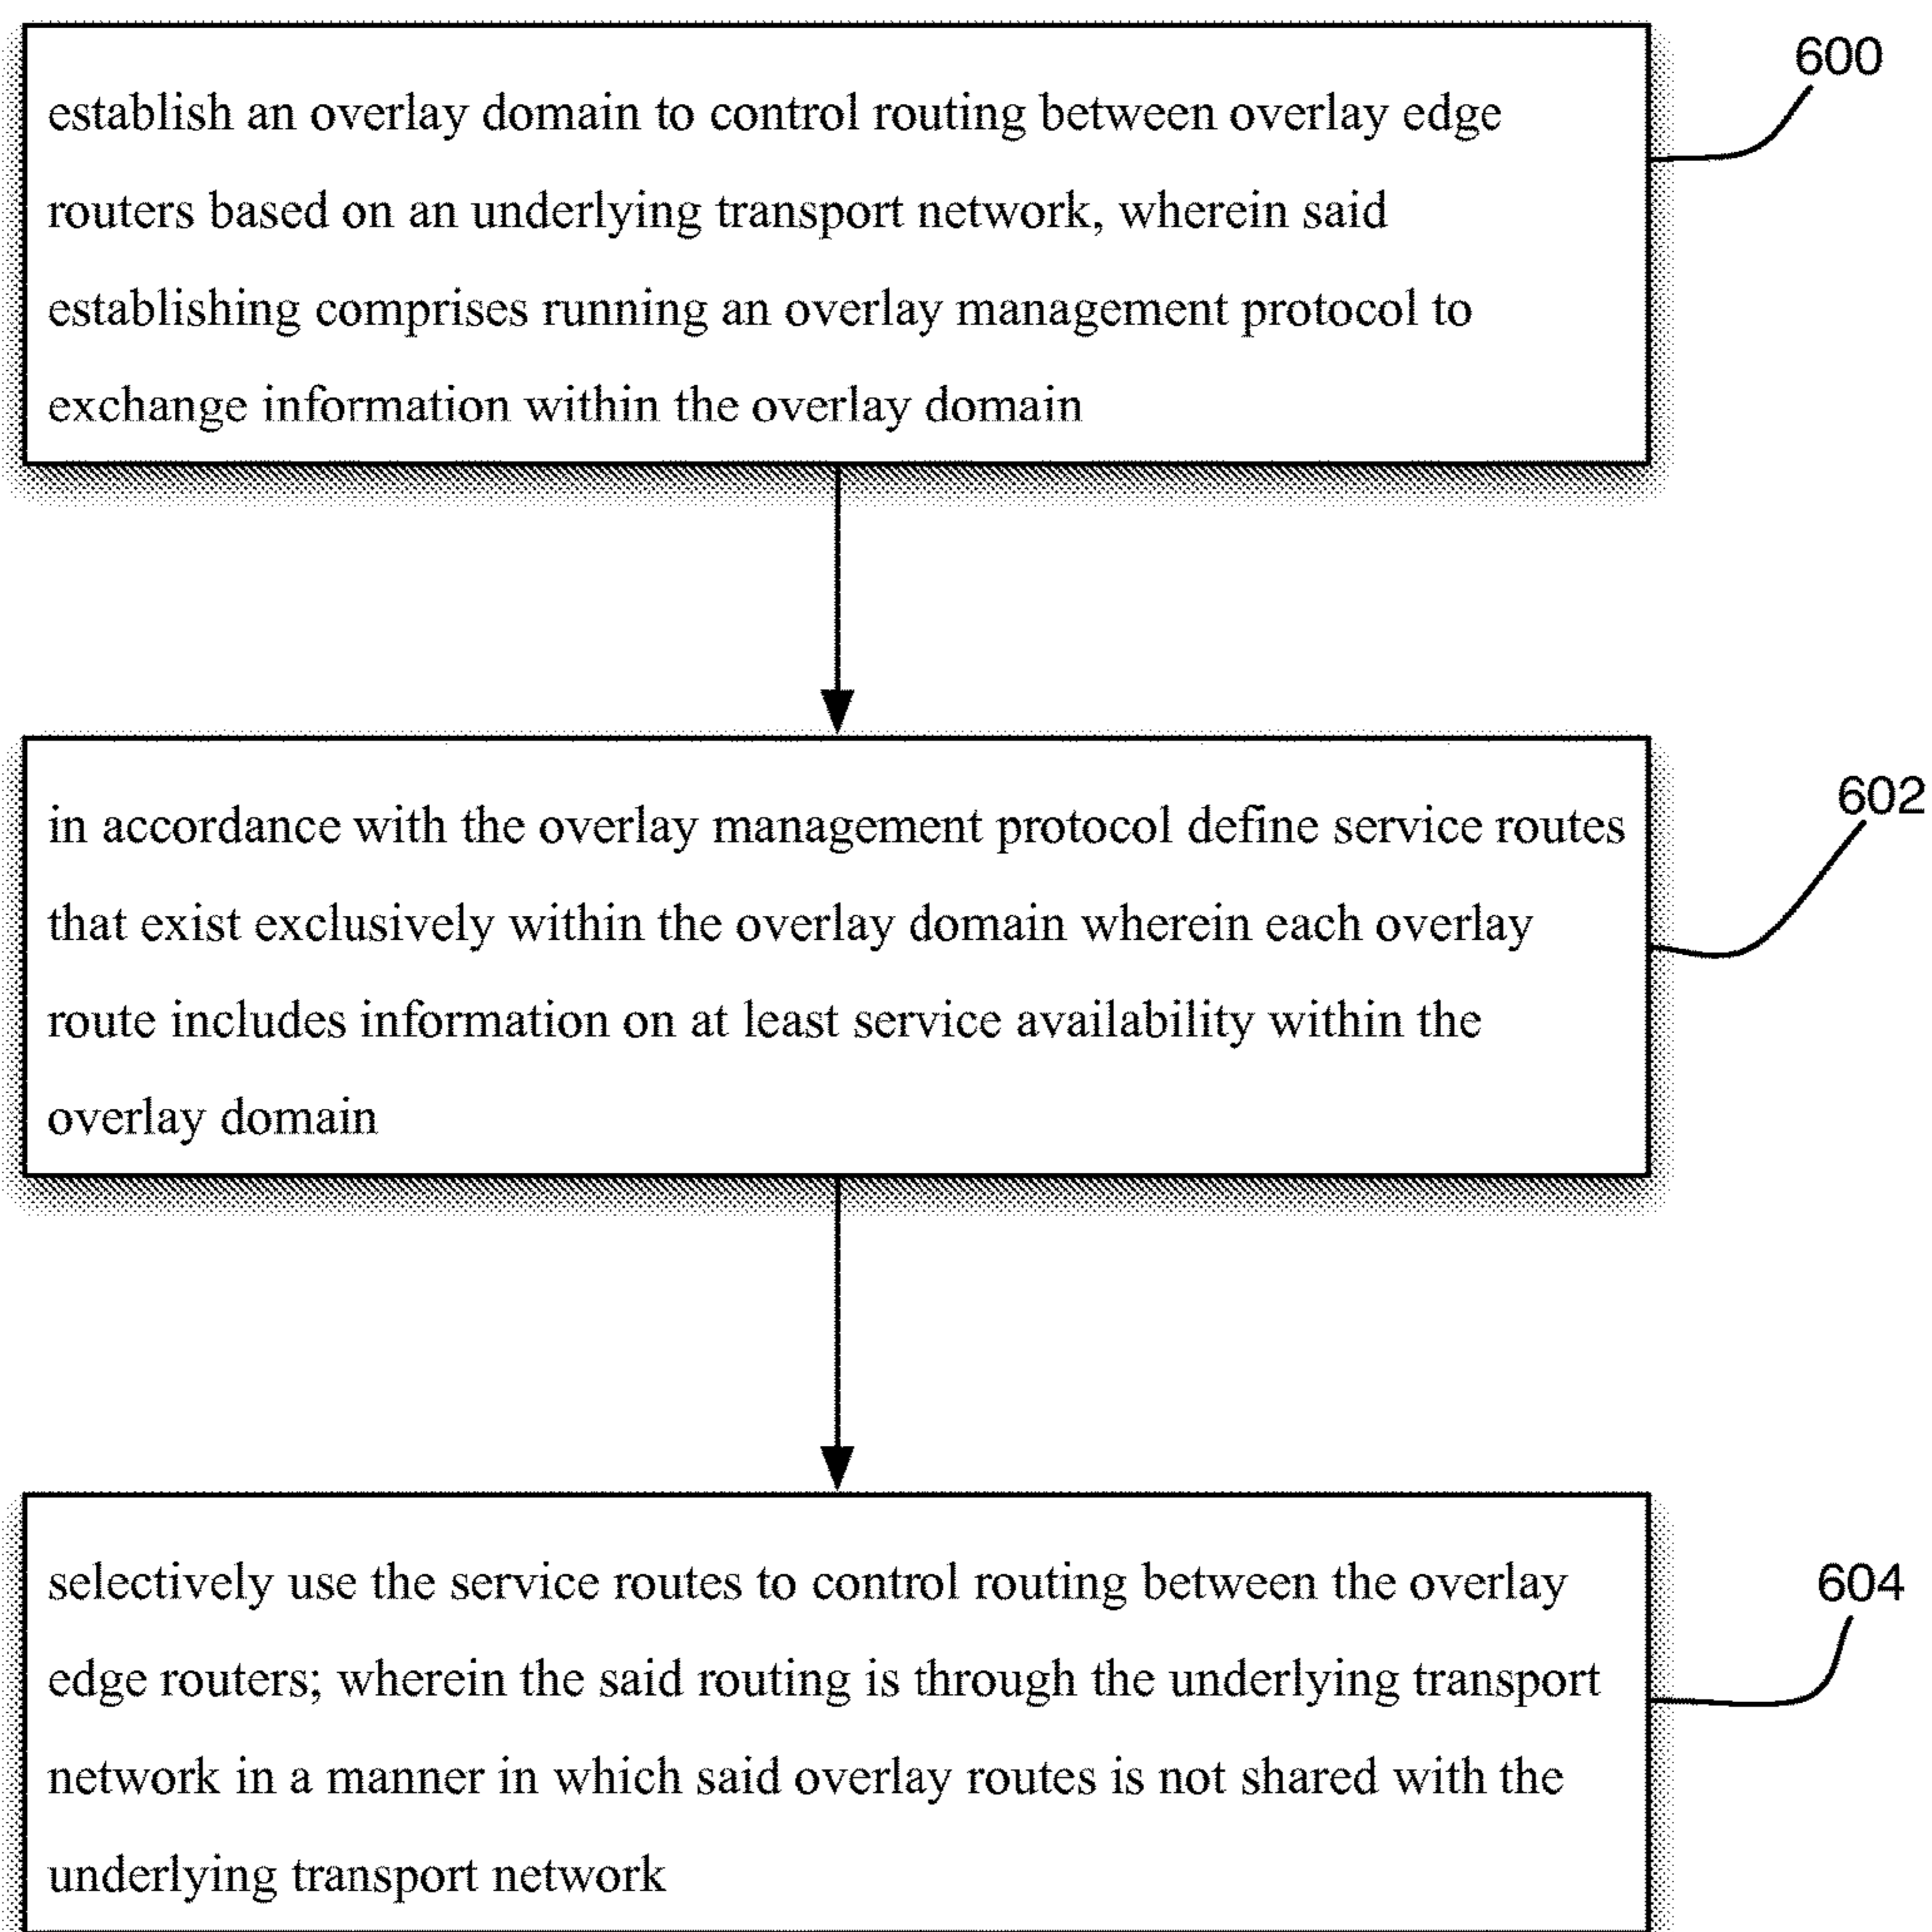 600
establish an overlay domain to control routing between overlay edge
routers based on an underlying transport network, wherein said
establishing comprises running an overlay management protocol to
exchange information within the overlay domain
602
in accordance with the overlay management protocol define service routes
that exist exclusively within the overlay domain wherein each overlay
route includes information on at least service availability within the
overlay domain
604
selectively use the service routes to control routing between the overlay
edge routers; wherein the said routing is through the underlying transport
network in a manner in which said overlay routes is not shared with the
underlying transport network